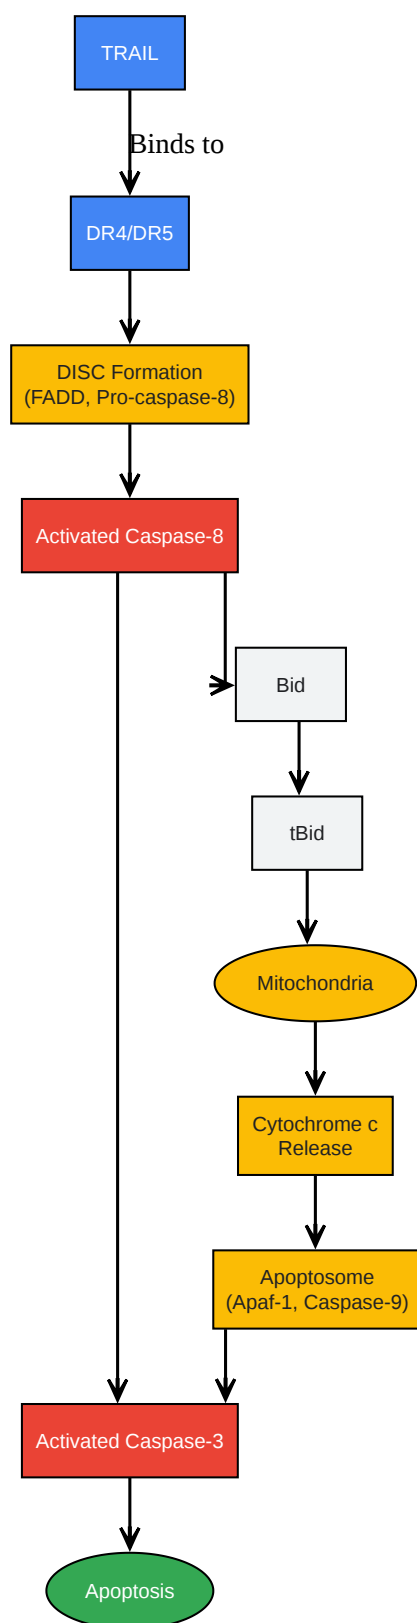 TRAIL
Binds to
DR4/DR5
DISC Formation
(FADD, Pro-caspase-8)
Activated Caspase-8
Bid
tBid
Mitochondria
Cytochrome c
Release
Apoptosome
(Apaf-1, Caspase-9)
Activated Caspase-3
Apoptosis